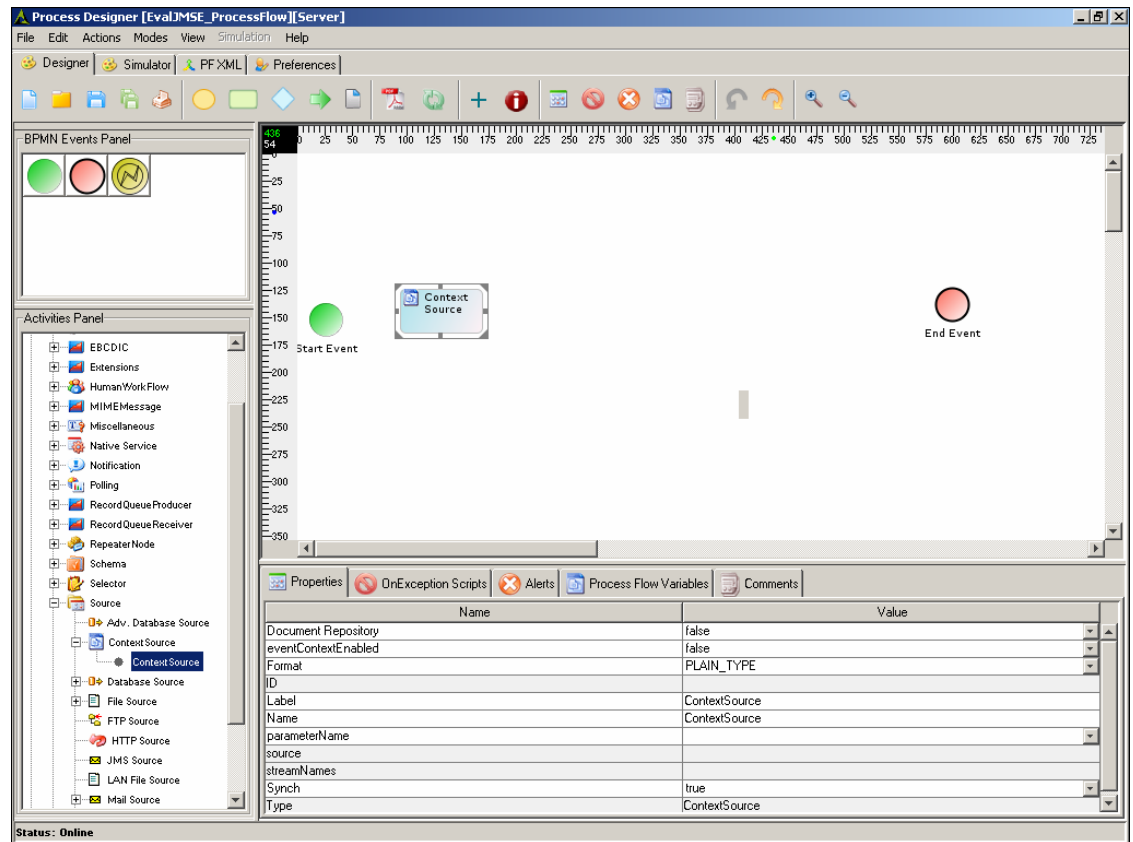 Process Designer [EvalJMSE_ProcessFlow][Server]
File Edit Actions Modes View Simulation Help
Designer Simulator PF XML Preferences
BPMN Events Panel
436
54
0 25 50 75 100 125 150 175 200 225 250 275 300 325 350 375 400 425 450 475 500 525 550 575 600 625 650 675 700 725
0
25
50
75
100
125
150
175
200
225
250
275
300
325
350
Context
Source
Start Event
End Event
Activities Panel
EBCDIC
Extensions
HumanWorkFlow
MIMEMessage
Miscellaneous
Native Service
Notification
Polling
RecordQueueProducer
RecordQueueReceiver
RepeaterNode
Schema
Selector
Source
Adv. Database Source
ContextSource
ContextSource
Database Source
File Source
FTP Source
HTTP Source
JMS Source
LAN File Source
Mail Source
Properties OnException Scripts Alerts Process Flow Variables Comments
Name Value
Document Repository false
eventContextEnabled false
Format PLAIN_TYPE
ID
Label ContextSource
Name ContextSource
parameterName
source
streamNames
Synch true
Type ContextSource
Status: Online